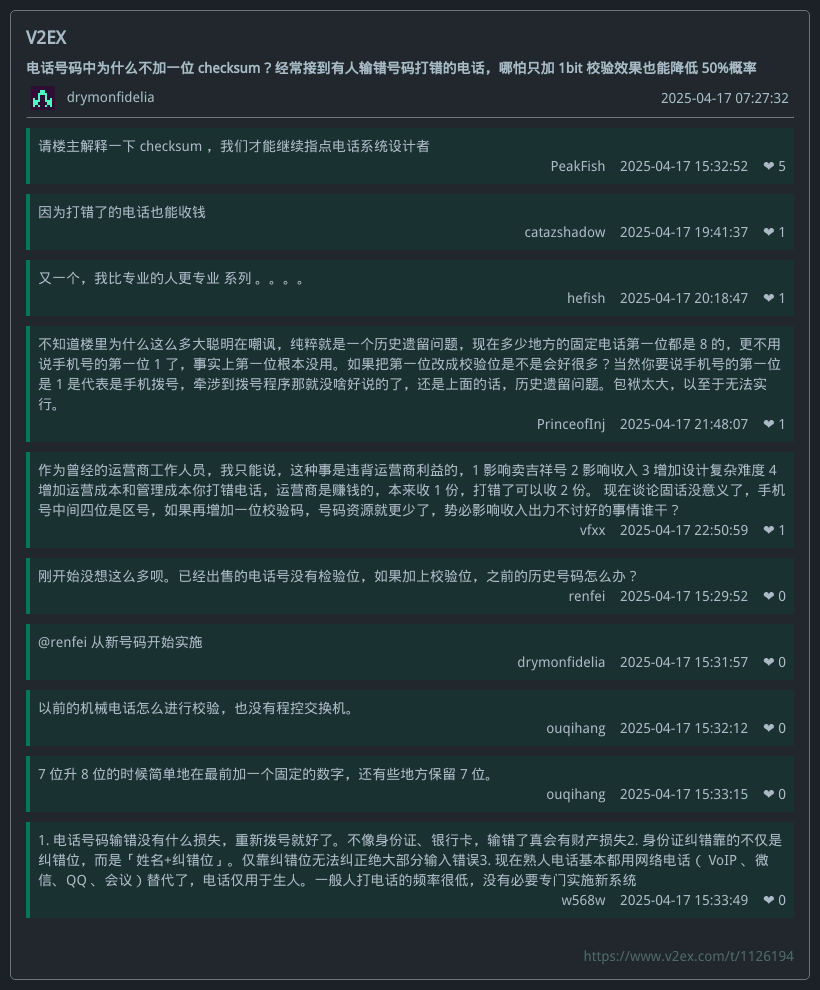 V2EX
电话号码中为什么不加一位 checksum？经常接到有人输错号码打错的电话，哪怕只加 1bit 校验效果也能降低 50%概率
drymonfidelia
2025-04-17 07:27:32
请楼主解释一下 checksum ，我们才能继续指点电话系统设计者
PeakFish 2025-04-17 15:32:52 ❤ 5
因为打错了的电话也能收钱
catazshadow 2025-04-17 19:41:37 ❤ 1
又一个，我比专业的人更专业 系列 。。。。
hefish 2025-04-17 20:18:47 ❤ 1
不知道楼里为什么这么多大聪明在嘲讽，纯粹就是一个历史遗留问题，现在多少地方的固定电话第一位都是 8 的，更不用
说手机号的第一位 1 了，事实上第一位根本没用。如果把第一位改成校验位是不是会好很多？当然你要说手机号的第一位
是 1 是代表是手机拨号，牵涉到拨号程序那就没啥好说的了，还是上面的话，历史遗留问题。包袱太大，以至于无法实
行。
PrinceofInj 2025-04-17 21:48:07 ❤ 1
作为曾经的运营商工作人员，我只能说，这种事是违背运营商利益的，1 影响卖吉祥号 2 影响收入 3 增加设计复杂难度 4
增加运营成本和管理成本你打错电话，运营商是赚钱的，本来收 1 份，打错了可以收 2 份。 现在谈论固话没意义了，手机
号中间四位是区号，如果再增加一位校验码，号码资源就更少了，势必影响收入出力不讨好的事情谁干？
vfxx 2025-04-17 22:50:59 ❤ 1
刚开始没想这么多呗。已经出售的电话号没有检验位，如果加上校验位，之前的历史号码怎么办？
renfei 2025-04-17 15:29:52 ❤ 0
@renfei 从新号码开始实施
drymonfidelia 2025-04-17 15:31:57 ❤ 0
以前的机械电话怎么进行校验，也没有程控交换机。
ouqihang 2025-04-17 15:32:12 ❤ 0
7 位升 8 位的时候简单地在最前加一个固定的数字，还有些地方保留 7 位。
ouqihang 2025-04-17 15:33:15 ❤ 0
1. 电话号码输错没有什么损失，重新拨号就好了。不像身份证、银行卡，输错了真会有财产损失2. 身份证纠错靠的不仅是
纠错位，而是「姓名+纠错位」。仅靠纠错位无法纠正绝大部分输入错误3. 现在熟人电话基本都用网络电话（ VoIP 、微
信、QQ 、会议）替代了，电话仅用于生人。一般人打电话的频率很低，没有必要专门实施新系统
w568w 2025-04-17 15:33:49 ❤ 0
https://www.v2ex.com/t/1126194